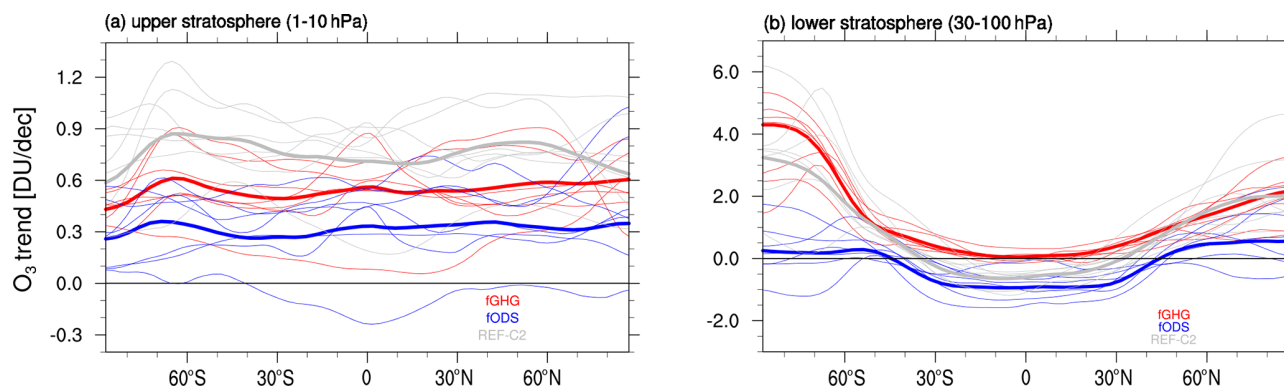 (a) upper stratosphere (1-10 hPa)
O3 trend [DU/dec]
1.2
0.9
0.6
0.3
0.0
-0.3
fGHG
fODS
REF-C2
60°S 30°S 0 30°N 60°N
(b) lower stratosphere (30-100 hPa)
6.0
4.0
2.0
0.0
-2.0
fGHG
fODS
REF-C2
60°S 30°S 0 30°N 60°N